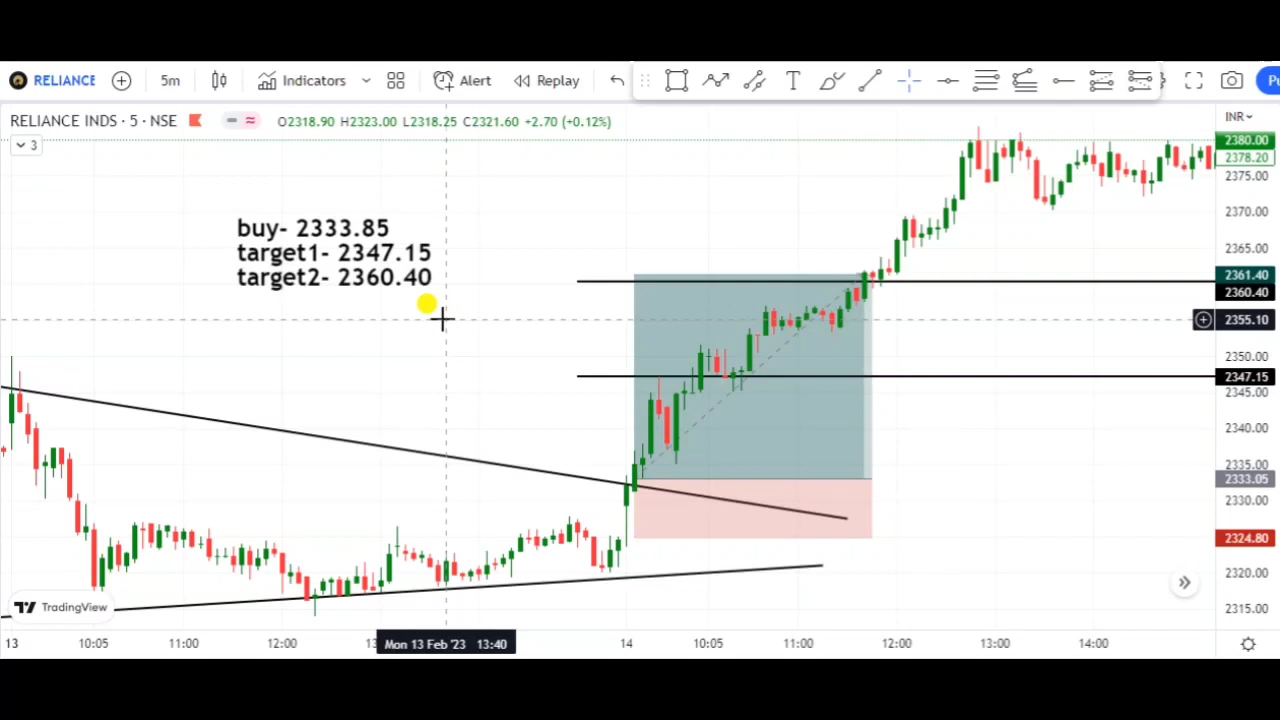 RELIANCE 5m Indicators Alert Replay Pu
RELIANCE INDS · 5 · NSE O2318.90 H2323.00 L2318.25 C2321.60 +2.70 (+0.12%) INR
3
2380.00
2378.20
2375.00
buy- 2333.85
target1- 2347.15
target2- 2360.40
2370.00
2365.00
2361.40
2360.40
2355.10
2350.00
2347.15
2345.00
2340.00
2335.00
2333.05
2330.00
2324.80
2320.00
2315.00
TradingView
13 10:05 11:00 12:00 13 Mon 13 Feb '23 13:40 14 10:05 11:00 12:00 13:00 14:00